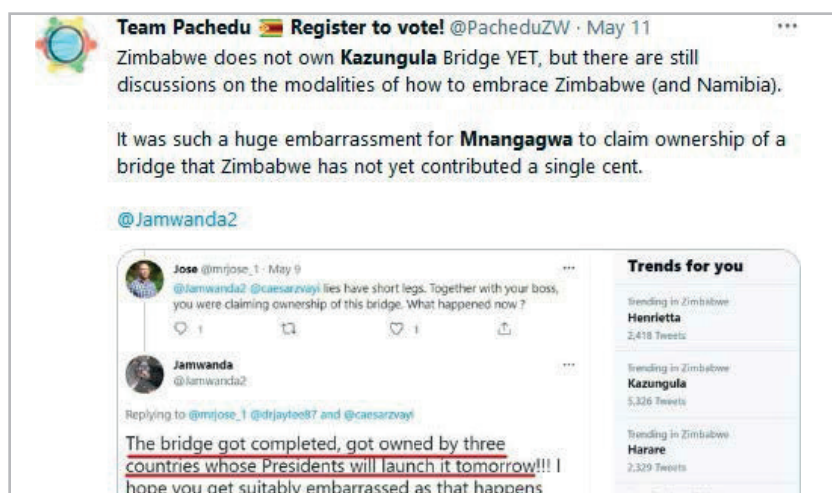 Team Pachedu 🇿🇼 Register to vote! @PacheduZW · May 11
Zimbabwe does not own Kazungula Bridge YET, but there are still
discussions on the modalities of how to embrace Zimbabwe (and Namibia).
It was such a huge embarrassment for Mnangagwa to claim ownership of a
bridge that Zimbabwe has not yet contributed a single cent.
@Jamwanda2
Jose @mrjose_1 · May 9
@Jamwanda2 @caesarzvayi lies have short legs. Together with your boss,
you were claiming ownership of this bridge. What happened now ?
1 1
Jamwanda
@Jamwanda2
Replying to @mrjose_1 @drjaytee87 and @caesarzvayi
The bridge got completed, got owned by three
countries whose Presidents will launch it tomorrow!!! I
hope you get suitably embarrassed as that happens
Trends for you
Trending in Zimbabwe
Henrietta
2,418 Tweets
Trending in Zimbabwe
Kazungula
5,326 Tweets
Trending in Zimbabwe
Harare
2,329 Tweets